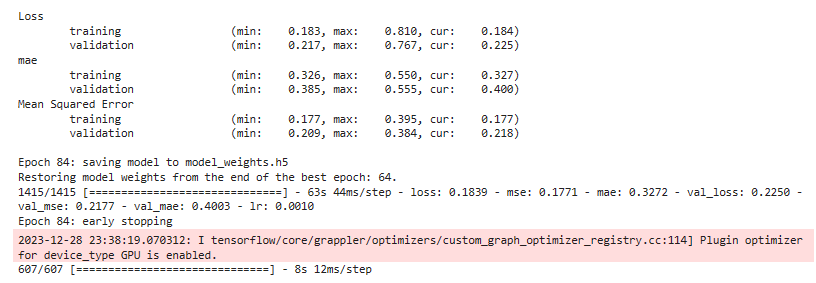 Loss
training (min: 0.183, max: 0.810, cur: 0.184)
validation (min: 0.217, max: 0.767, cur: 0.225)
mae
training (min: 0.326, max: 0.550, cur: 0.327)
validation (min: 0.385, max: 0.555, cur: 0.400)
Mean Squared Error
training (min: 0.177, max: 0.395, cur: 0.177)
validation (min: 0.209, max: 0.384, cur: 0.218)
Epoch 84: saving model to model_weights.h5
Restoring model weights from the end of the best epoch: 64.
1415/1415 [==============================] - 63s 44ms/step - loss: 0.1839 - mse: 0.1771 - mae: 0.3272 - val_loss: 0.2250 -
val_mse: 0.2177 - val_mae: 0.4003 - lr: 0.0010
Epoch 84: early stopping
2023-12-28 23:38:19.070312: I tensorflow/core/grappler/optimizers/custom_graph_optimizer_registry.cc:114] Plugin optimizer
for device_type GPU is enabled.
607/607 [==============================] - 8s 12ms/step